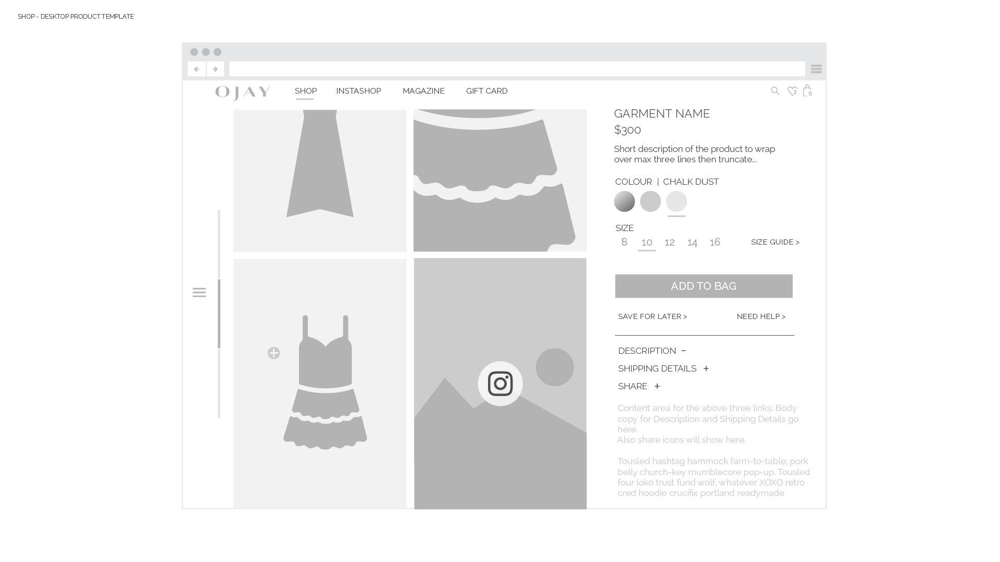 SHOP - DESKTOP PRODUCT TEMPLATE
OJAY SHOP INSTASHOP MAGAZINE GIFT CARD 3 6
GARMENT NAME
$300
Short description of the product to wrap
over max three lines then truncate...
COLOUR | CHALK DUST
SIZE
8 10 12 14 16 SIZE GUIDE >
ADD TO BAG
SAVE FOR LATER > NEED HELP >
DESCRIPTION −
SHIPPING DETAILS +
SHARE +
Content area for the above three links: Body
copy for Description and Shipping Details go
here.
Also share icons will show here.
Tousled hashtag hammock farm-to-table, pork
belly church-key mumblecore pop-up. Tousled
four loko trust fund wolf, whatever XOXO retro
cred hoodie crucifix portland readymade